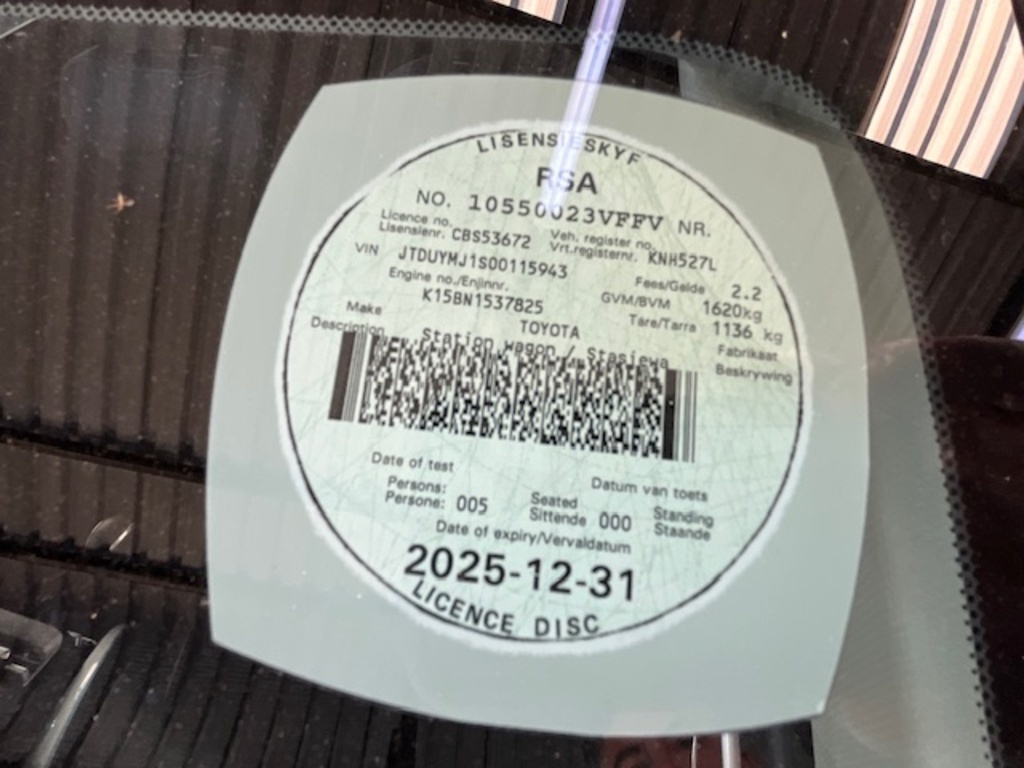 LISENSIESKYF
RSA
NO. 10550023VFFV NR.
Licence no. Veh. register no.
Lisensienr. CBS53672 Vrt.registernr. KNH527L
VIN JTDUYMJ1S00115943 Fees/Gelde 2.2
Engine no./Enjinnr. GVM/BVM 1620kg
K15BN1537825 Tare/Tarra 1136 kg
Make TOYOTA Fabrikaat
Description Station wagon / Stasiewa Beskrywing
Date of test Datum van toets
Persons: Seated Standing
Persone: 005 Sittende 000 Staande
Date of expiry/Vervaldatum
2025-12-31
LICENCE DISC